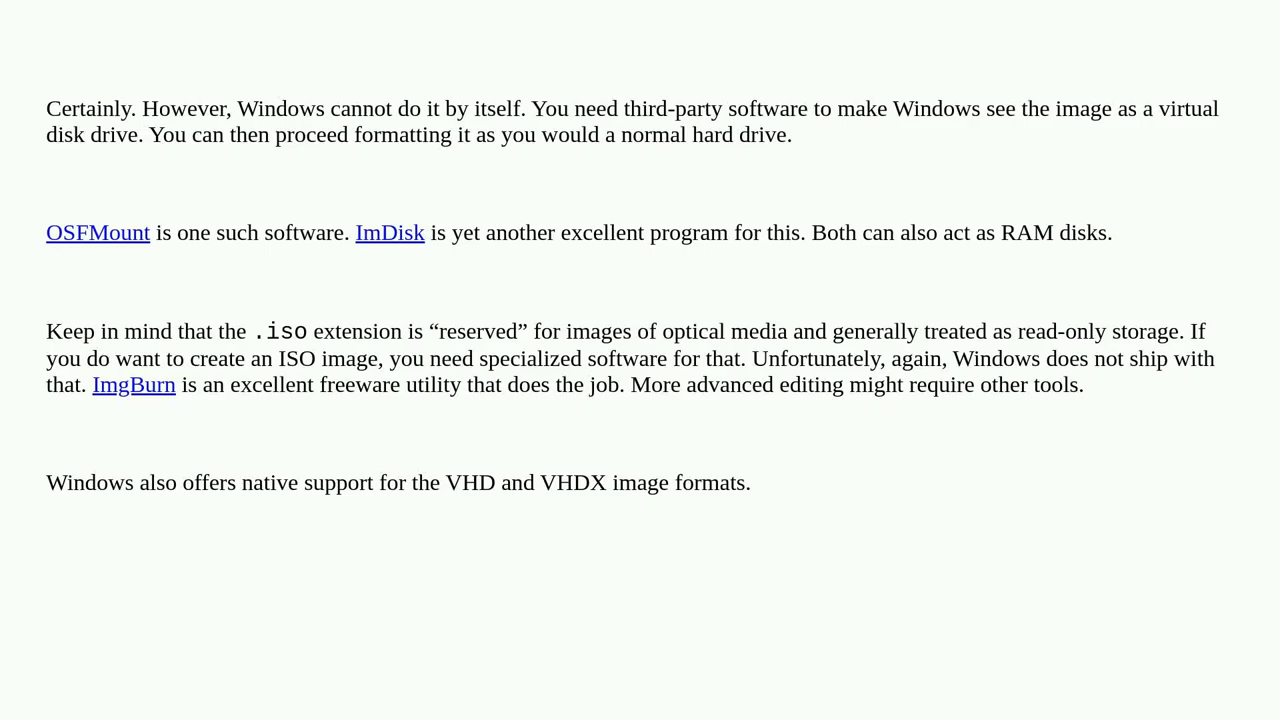 Certainly. However, Windows cannot do it by itself. You need third-party software to make Windows see the image as a virtual
disk drive. You can then proceed formatting it as you would a normal hard drive.
OSFMount is one such software. ImDisk is yet another excellent program for this. Both can also act as RAM disks.
Keep in mind that the .iso extension is “reserved” for images of optical media and generally treated as read-only storage. If
you do want to create an ISO image, you need specialized software for that. Unfortunately, again, Windows does not ship with
that. ImgBurn is an excellent freeware utility that does the job. More advanced editing might require other tools.
Windows also offers native support for the VHD and VHDX image formats.